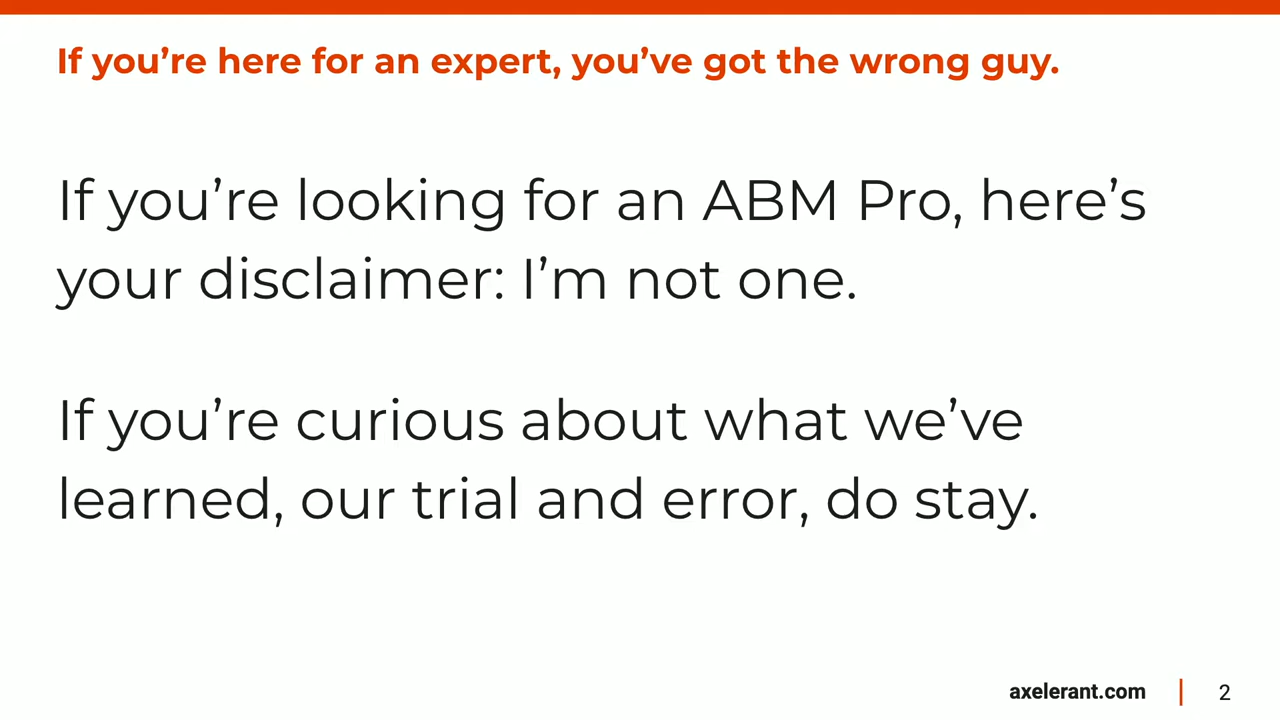 If you’re here for an expert, you’ve got the wrong guy.
If you’re looking for an ABM Pro, here’s
your disclaimer: I’m not one.
If you’re curious about what we’ve
learned, our trial and error, do stay.
axelerant.com | 2